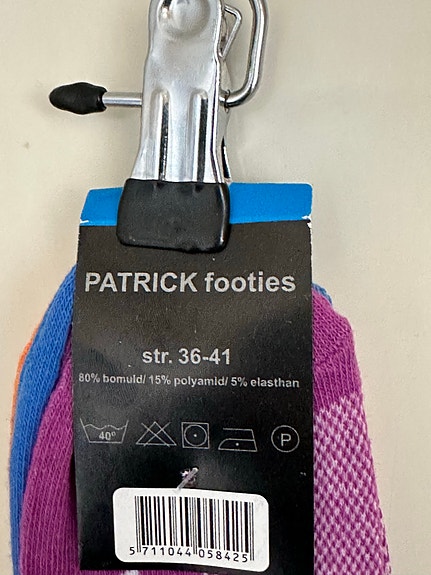 PATRICK footies
str. 36-41
80% bomuld/ 15% polyamid/ 5% elasthan
40° P
5 711044 058425